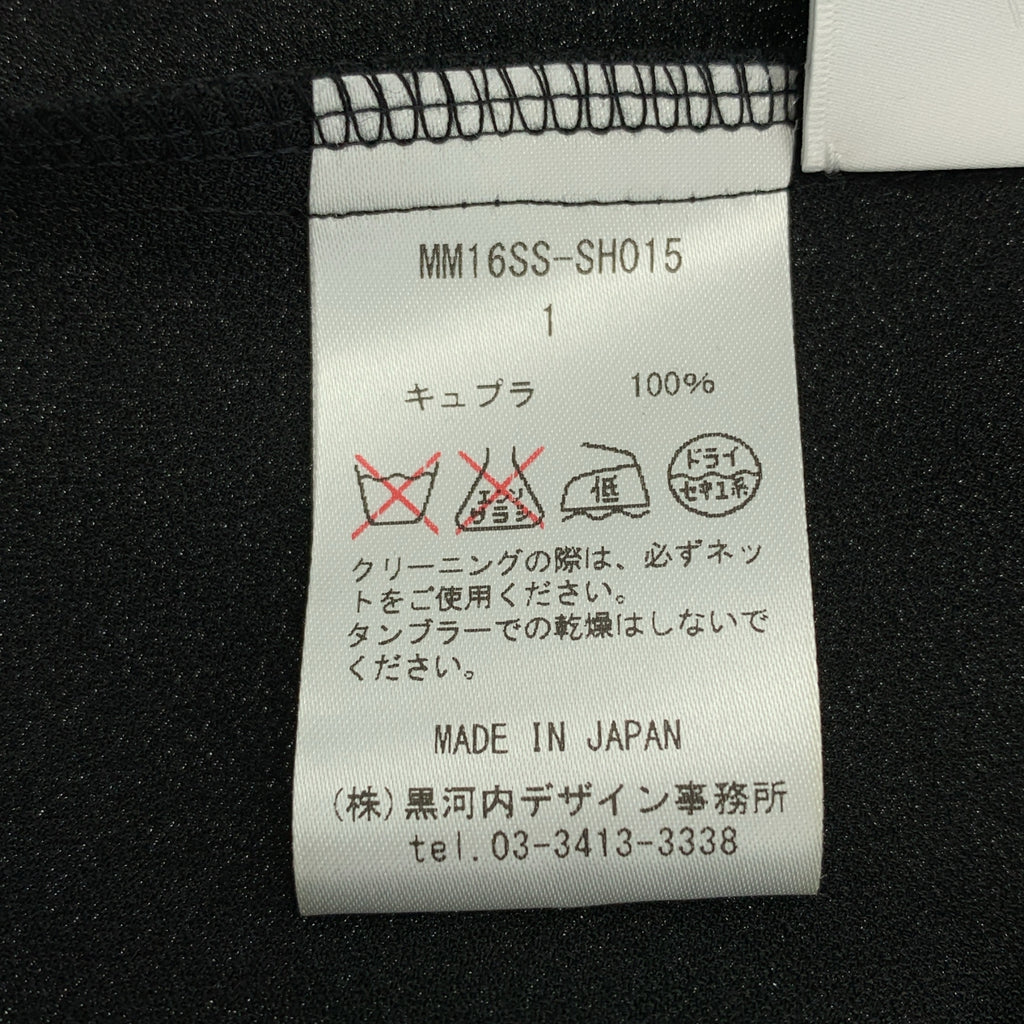 MM16SS-SH015
1
キュプラ 100%
エンソ
サラシ
低
ドライ
セキユ系
クリーニングの際は、必ずネッ
トをご使用ください。
タンブラーでの乾燥はしないで
ください。
MADE IN JAPAN
(株)黒河内デザイン事務所
tel.03-3413-3338